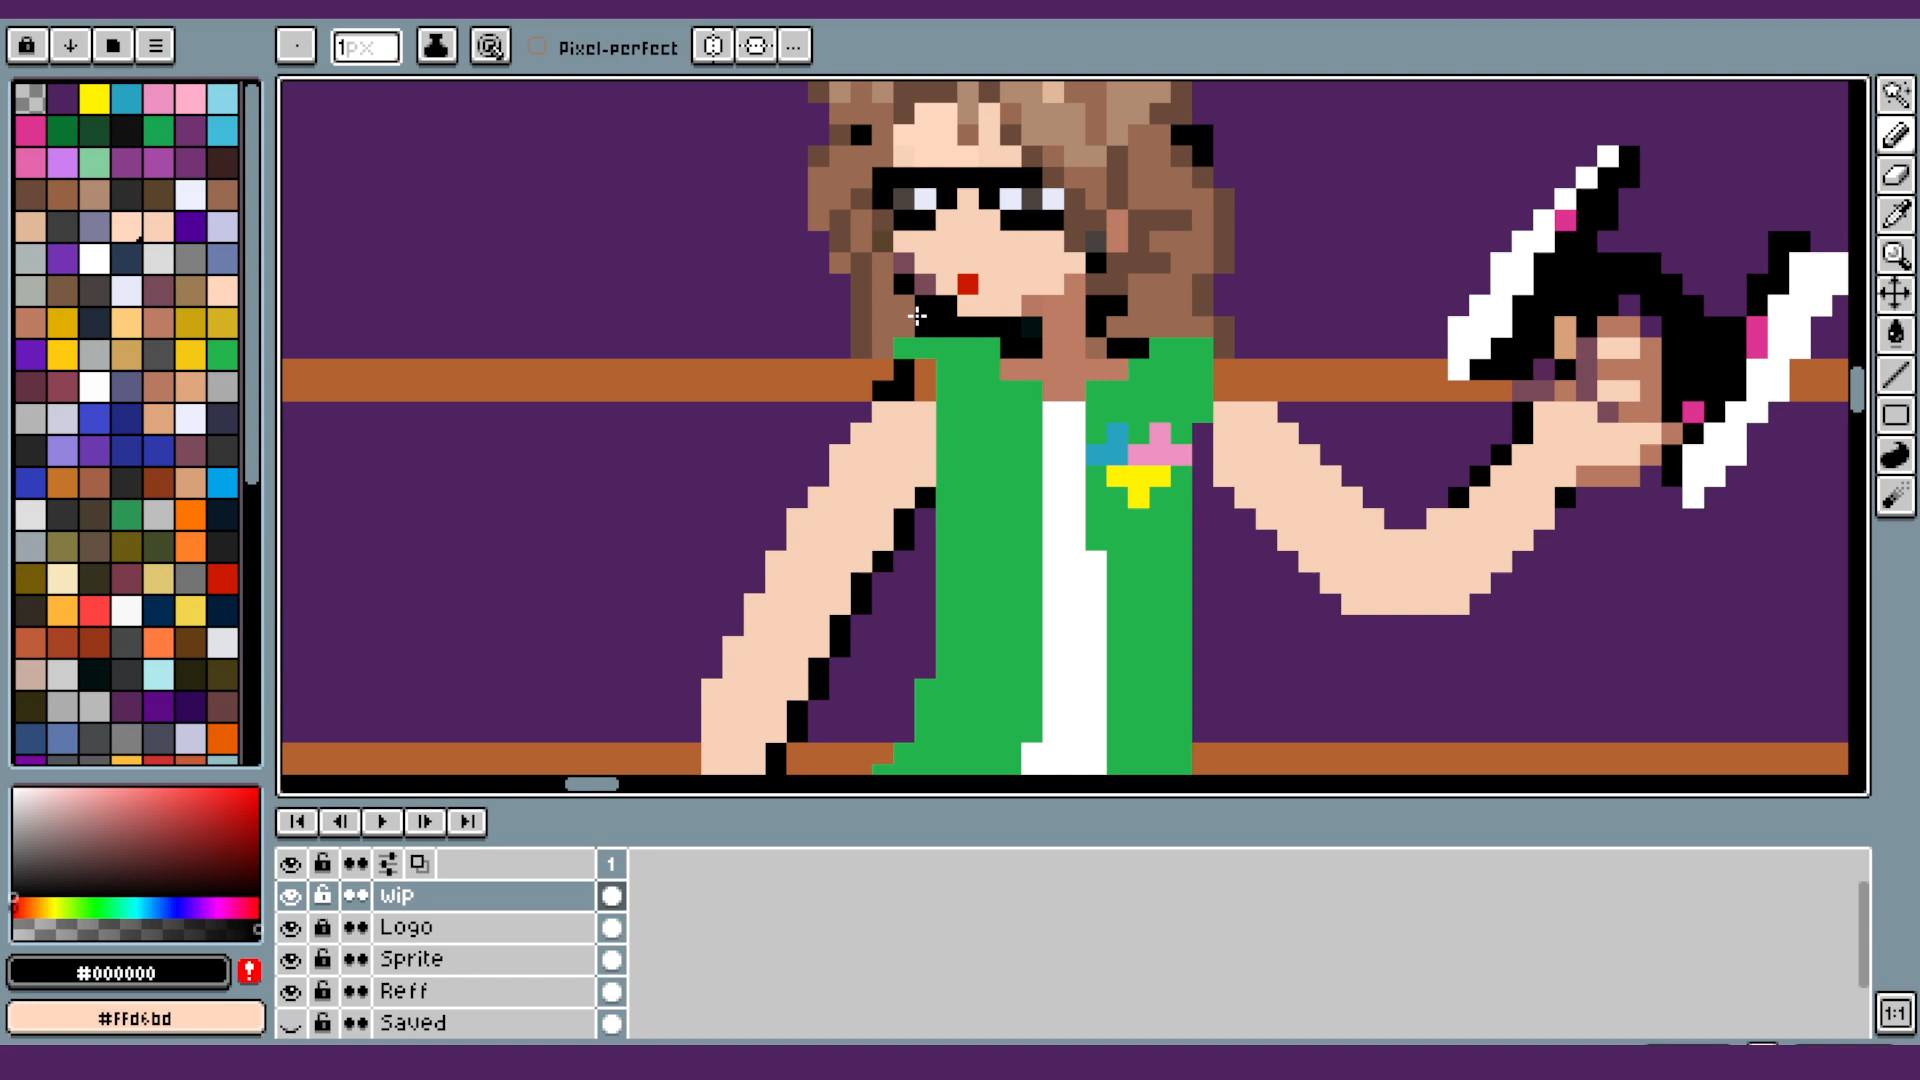 1px
Pixel-perfect
...
1
Wip
Logo
Sprite
Reff
Saved
#000000
!
#ffd6bd
1:1